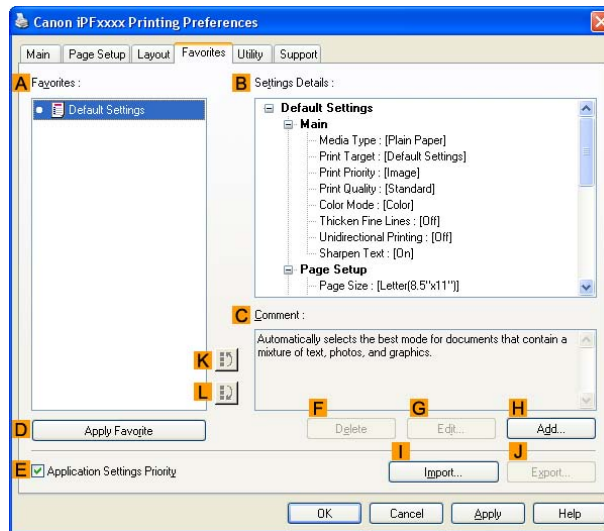 Canon iPFxxxx Printing Preferences
Main Page Setup Layout Favorites Utility Support
A Favorites :
Default Settings
B Settings Details :
Default Settings
Main
Media Type : [Plain Paper]
Print Target : [Default Settings]
Print Priority : [Image]
Print Quality : [Standard]
Color Mode : [Color]
Thicken Fine Lines : [Off]
Unidirectional Printing : [Off]
Sharpen Text : [On]
Page Setup
Page Size : [Letter(8.5"x11")]
C Comment :
Automatically selects the best mode for documents that contain a
mixture of text, photos, and graphics.
K
L
D Apply Favorite
F Delete
G Edit...
H Add...
E Application Settings Priority
I Import...
J Export...
OK Cancel Apply Help